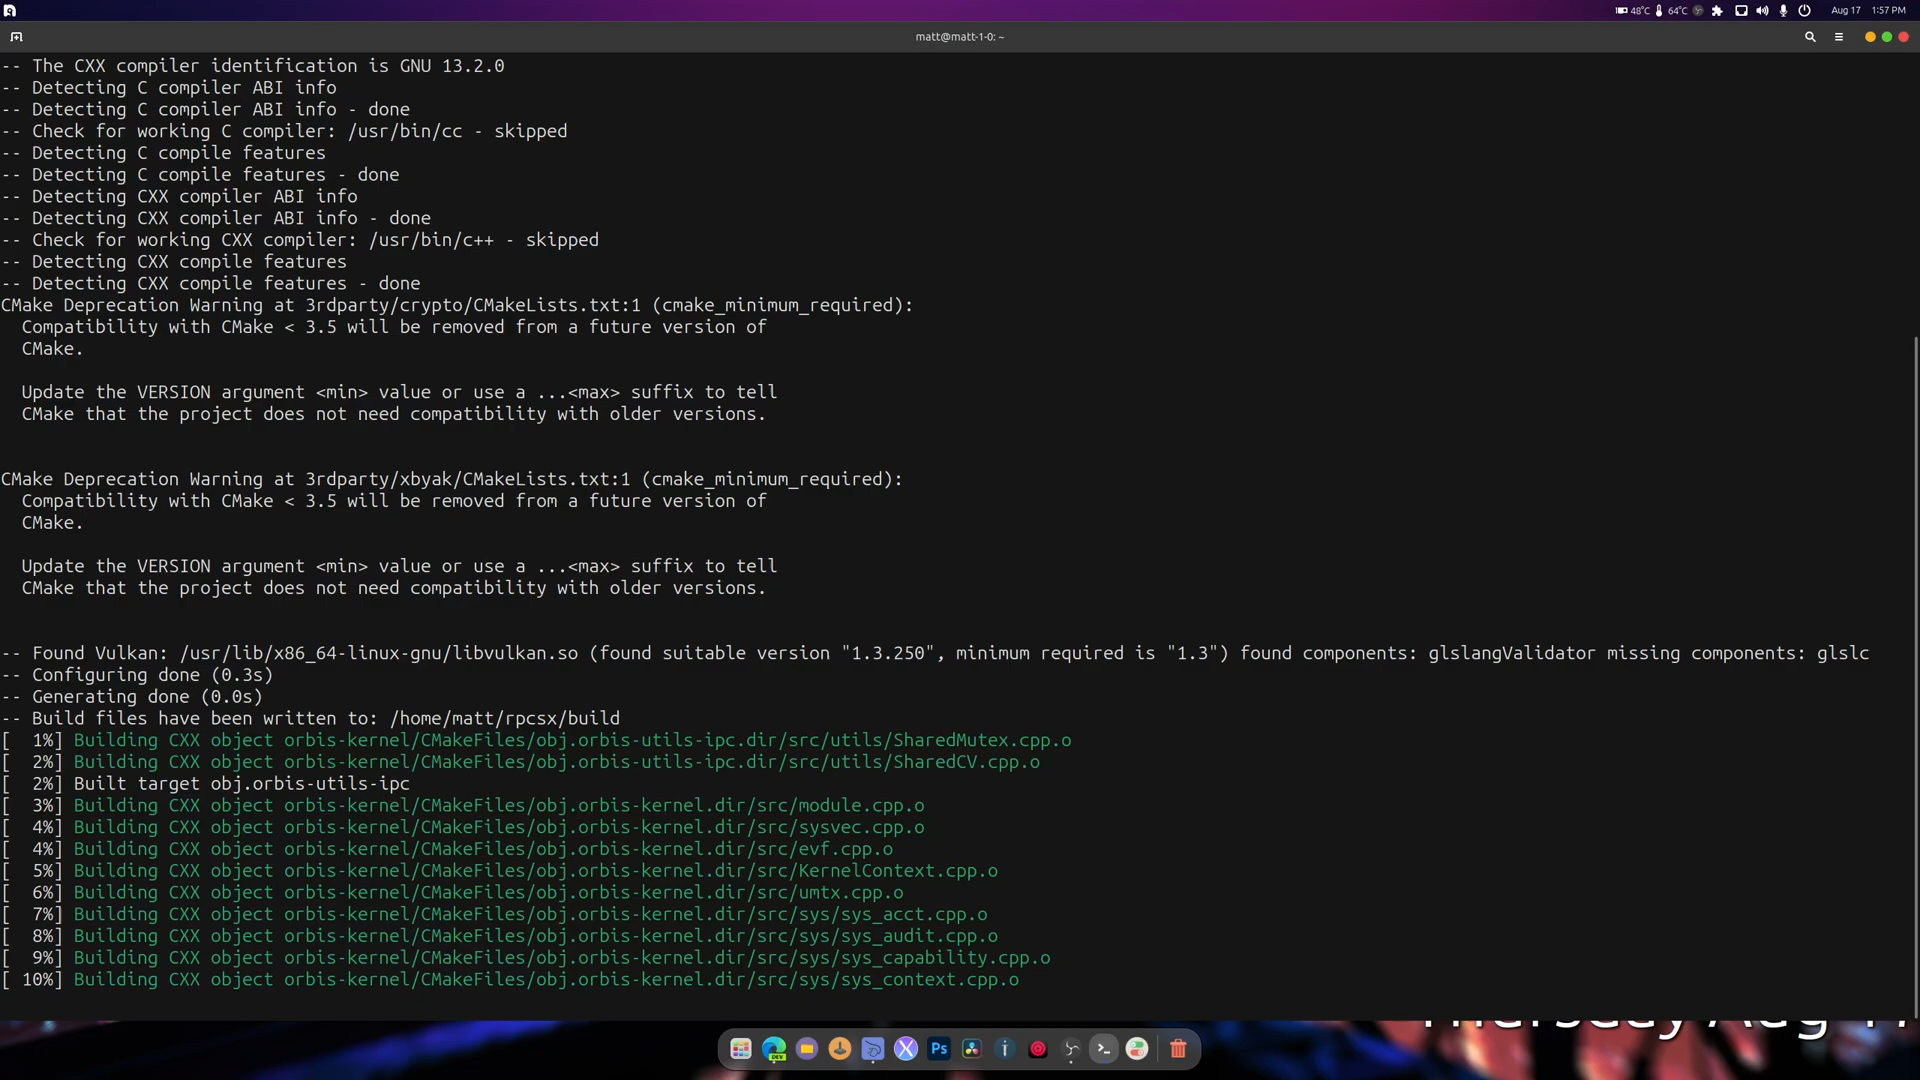 48°C 64°C Aug 17 1:57 PM
matt@matt-1-0: ~
-- The CXX compiler identification is GNU 13.2.0
-- Detecting C compiler ABI info
-- Detecting C compiler ABI info - done
-- Check for working C compiler: /usr/bin/cc - skipped
-- Detecting C compile features
-- Detecting C compile features - done
-- Detecting CXX compiler ABI info
-- Detecting CXX compiler ABI info - done
-- Check for working CXX compiler: /usr/bin/c++ - skipped
-- Detecting CXX compile features
-- Detecting CXX compile features - done
CMake Deprecation Warning at 3rdparty/crypto/CMakeLists.txt:1 (cmake_minimum_required):
  Compatibility with CMake < 3.5 will be removed from a future version of
  CMake.
  Update the VERSION argument <min> value or use a ...<max> suffix to tell
  CMake that the project does not need compatibility with older versions.
CMake Deprecation Warning at 3rdparty/xbyak/CMakeLists.txt:1 (cmake_minimum_required):
  Compatibility with CMake < 3.5 will be removed from a future version of
  CMake.
  Update the VERSION argument <min> value or use a ...<max> suffix to tell
  CMake that the project does not need compatibility with older versions.
-- Found Vulkan: /usr/lib/x86_64-linux-gnu/libvulkan.so (found suitable version "1.3.250", minimum required is "1.3") found components: glslangValidator missing components: glslc
-- Configuring done (0.3s)
-- Generating done (0.0s)
-- Build files have been written to: /home/matt/rpcsx/build
[  1%] Building CXX object orbis-kernel/CMakeFiles/obj.orbis-utils-ipc.dir/src/utils/SharedMutex.cpp.o
[  2%] Building CXX object orbis-kernel/CMakeFiles/obj.orbis-utils-ipc.dir/src/utils/SharedCV.cpp.o
[  2%] Built target obj.orbis-utils-ipc
[  3%] Building CXX object orbis-kernel/CMakeFiles/obj.orbis-kernel.dir/src/module.cpp.o
[  4%] Building CXX object orbis-kernel/CMakeFiles/obj.orbis-kernel.dir/src/sysvec.cpp.o
[  4%] Building CXX object orbis-kernel/CMakeFiles/obj.orbis-kernel.dir/src/evf.cpp.o
[  5%] Building CXX object orbis-kernel/CMakeFiles/obj.orbis-kernel.dir/src/KernelContext.cpp.o
[  6%] Building CXX object orbis-kernel/CMakeFiles/obj.orbis-kernel.dir/src/umtx.cpp.o
[  7%] Building CXX object orbis-kernel/CMakeFiles/obj.orbis-kernel.dir/src/sys/sys_acct.cpp.o
[  8%] Building CXX object orbis-kernel/CMakeFiles/obj.orbis-kernel.dir/src/sys/sys_audit.cpp.o
[  9%] Building CXX object orbis-kernel/CMakeFiles/obj.orbis-kernel.dir/src/sys/sys_capability.cpp.o
[ 10%] Building CXX object orbis-kernel/CMakeFiles/obj.orbis-kernel.dir/src/sys/sys_context.cpp.o
DEV
Ps